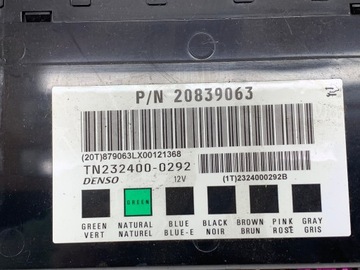 P/N 20839063
(20T)879063LX00121368
TN232400-0292
DENSO 12V (1T)2324000292B
GREEN
GREEN NATURAL BLUE BLACK BROWN PINK GRAY
VERT NATUREL BLUE-E NOIR BRUN ROSE GRIS